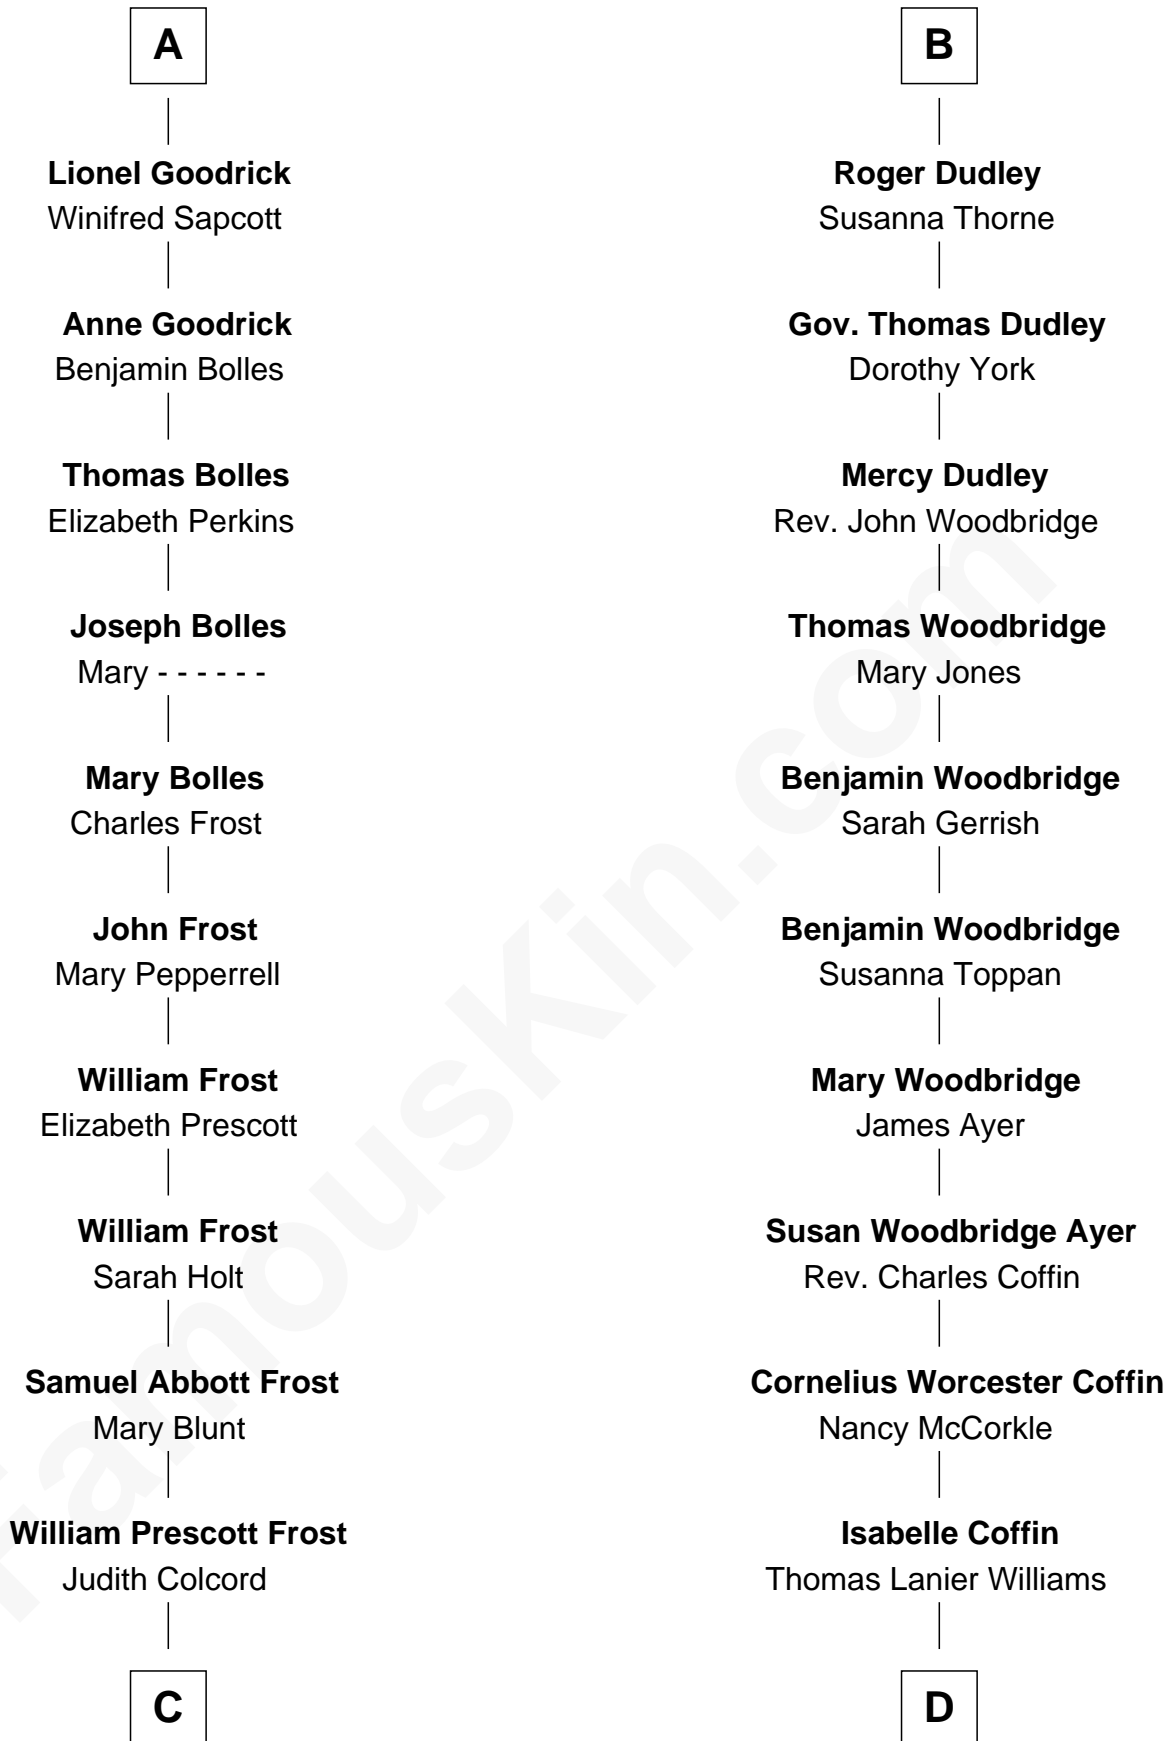 A
Lionel Goodrick
Winifred Sapcott
Anne Goodrick
Benjamin Bolles
Thomas Bolles
Elizabeth Perkins
Joseph Bolles
Mary - - - - - -
Mary Bolles
Charles Frost
John Frost
Mary Pepperrell
William Frost
Elizabeth Prescott
William Frost
Sarah Holt
Samuel Abbott Frost
Mary Blunt
William Prescott Frost
Judith Colcord
C
B
Roger Dudley
Susanna Thorne
Gov. Thomas Dudley
Dorothy York
Mercy Dudley
Rev. John Woodbridge
Thomas Woodbridge
Mary Jones
Benjamin Woodbridge
Sarah Gerrish
Benjamin Woodbridge
Susanna Toppan
Mary Woodbridge
James Ayer
Susan Woodbridge Ayer
Rev. Charles Coffin
Cornelius Worcester Coffin
Nancy McCorkle
Isabelle Coffin
Thomas Lanier Williams
D
FamousKin.com